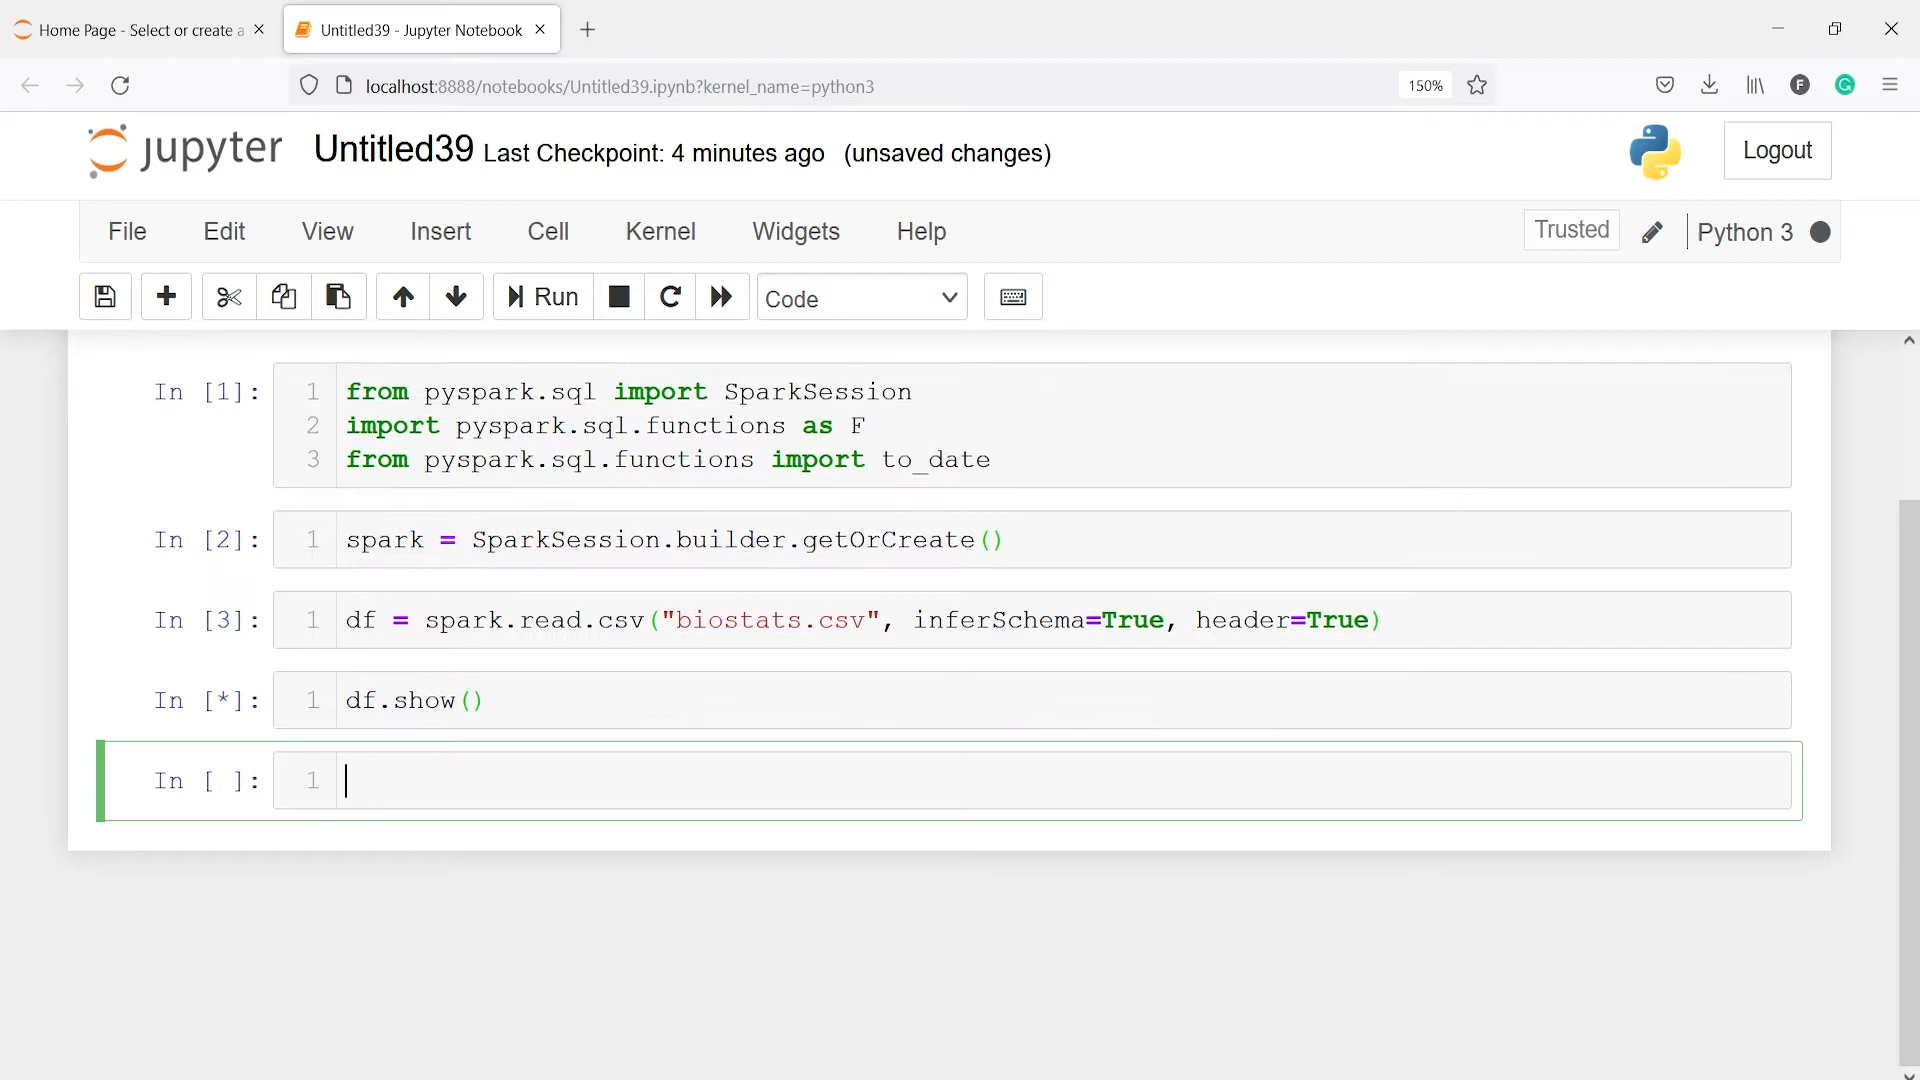 Home Page - Select or create a
Untitled39 - Jupyter Notebook
localhost:8888/notebooks/Untitled39.ipynb?kernel_name=python3
150%
F
G
jupyter Untitled39 Last Checkpoint: 4 minutes ago (unsaved changes)
Logout
File Edit View Insert Cell Kernel Widgets Help
Trusted
Python 3
Run
Code
In [1]:
1 from pyspark.sql import SparkSession
2 import pyspark.sql.functions as F
3 from pyspark.sql.functions import to_date
In [2]:
1 spark = SparkSession.builder.getOrCreate()
In [3]:
1 df = spark.read.csv("biostats.csv", inferSchema=True, header=True)
In [*]:
1 df.show()
In [ ]:
1